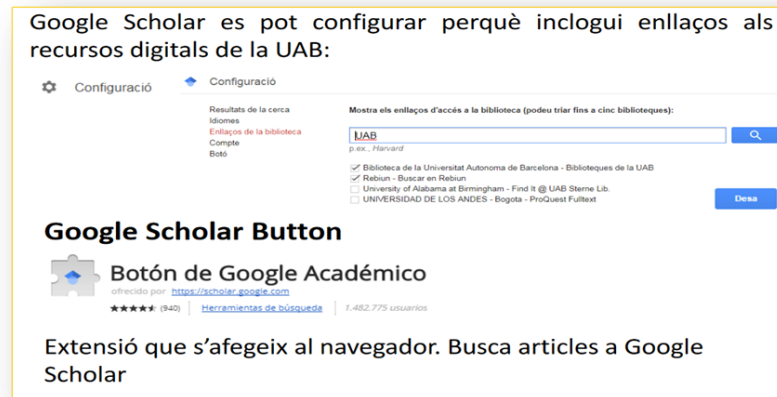 Google Scholar es pot configurar perquè inclogui enllaços als
recursos digitals de la UAB:
Configuració
Configuració
Resultats de la cerca
Idiomes
Enllaços de la biblioteca
Compte
Botó
Mostra els enllaços d'accés a la biblioteca (podeu triar fins a cinc biblioteques):
UAB
p.ex., Harvard
Biblioteca de la Universitat Autonoma de Barcelona - Biblioteques de la UAB
Rebiun - Buscar en Rebiun
University of Alabama at Birmingham - Find It @ UAB Sterne Lib.
UNIVERSIDAD DE LOS ANDES - Bogota - ProQuest Fulltext
Desa
Google Scholar Button
Botón de Google Académico
ofrecido por https://scholar.google.com
(940) Herramientas de búsqueda 1.482.775 usuarios
Extensió que s'afegeix al navegador. Busca articles a Google
Scholar